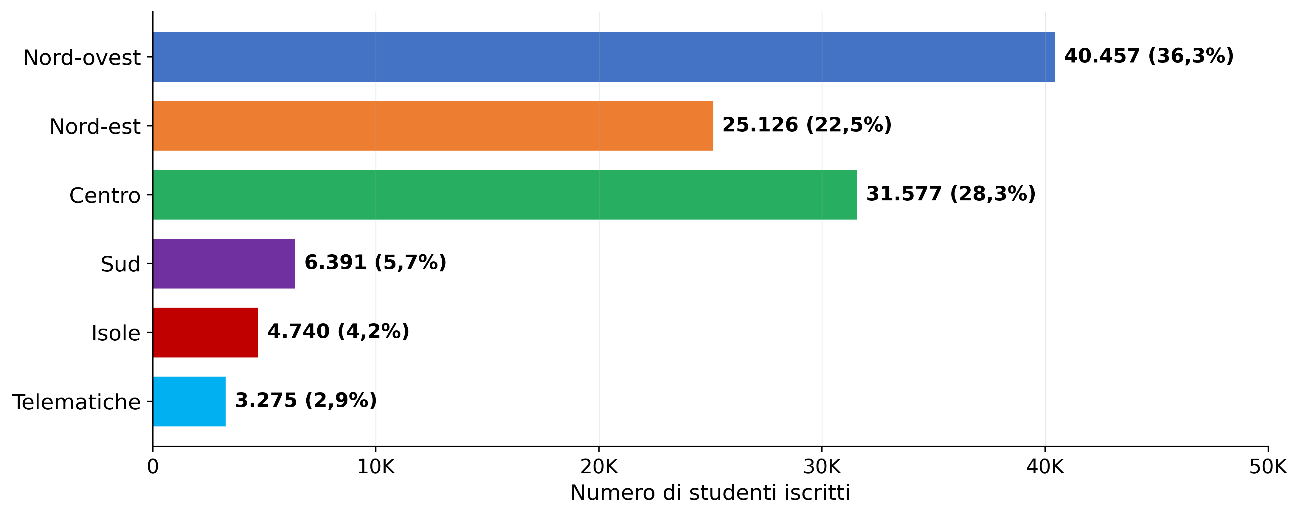 Nord-ovest 40.457 (36,3%)
Nord-est 25.126 (22,5%)
Centro 31.577 (28,3%)
Sud 6.391 (5,7%)
Isole 4.740 (4,2%)
Telematiche 3.275 (2,9%)
0 10K 20K 30K 40K 50K
Numero di studenti iscritti